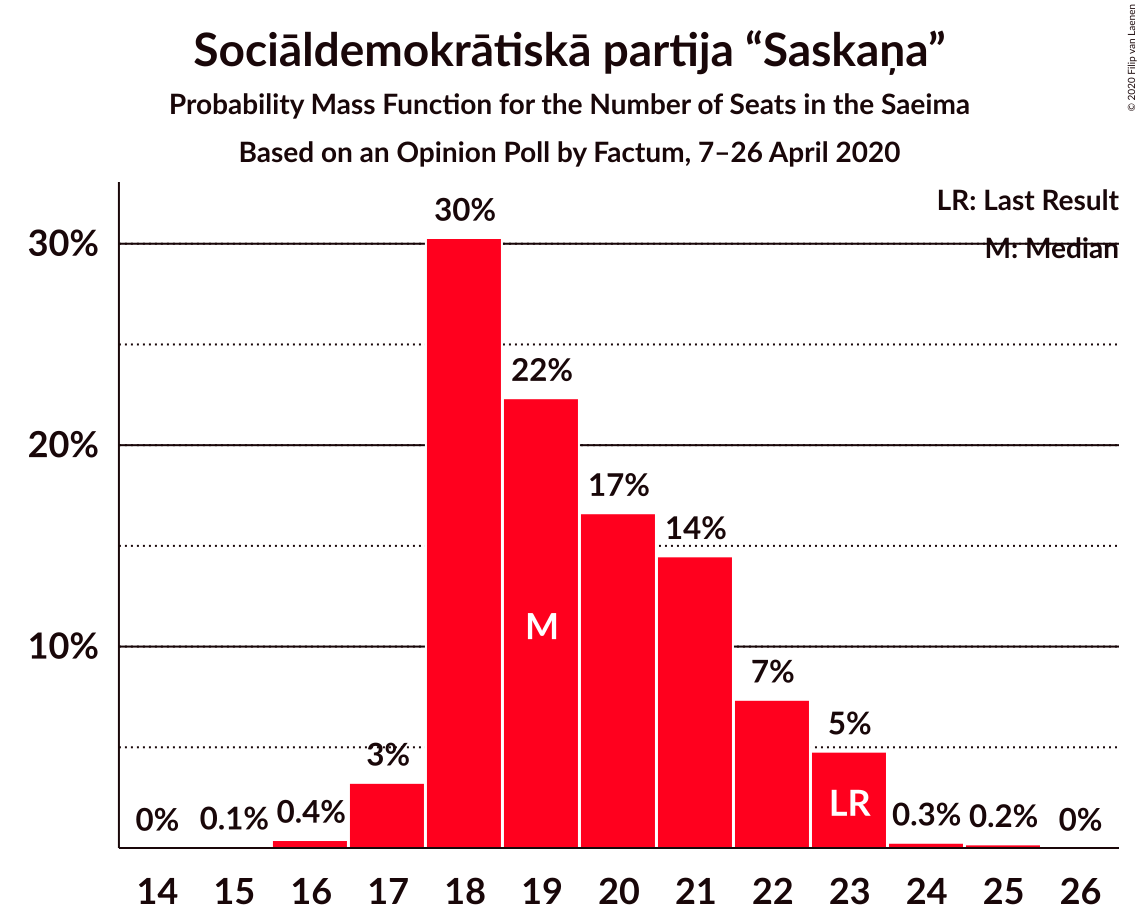 Sociāldemokrātiskā partija “Saskaņa”
Probability Mass Function for the Number of Seats in the Saeima
Based on an Opinion Poll by Factum, 7–26 April 2020
© 2020 Filip van Laenen
LR: Last Result
M: Median
30%
20%
10%
0%
0.1%
0.4%
3%
30%
22%
17%
14%
7%
5%
0.3%
0.2%
0%
M
LR
14 15 16 17 18 19 20 21 22 23 24 25 26